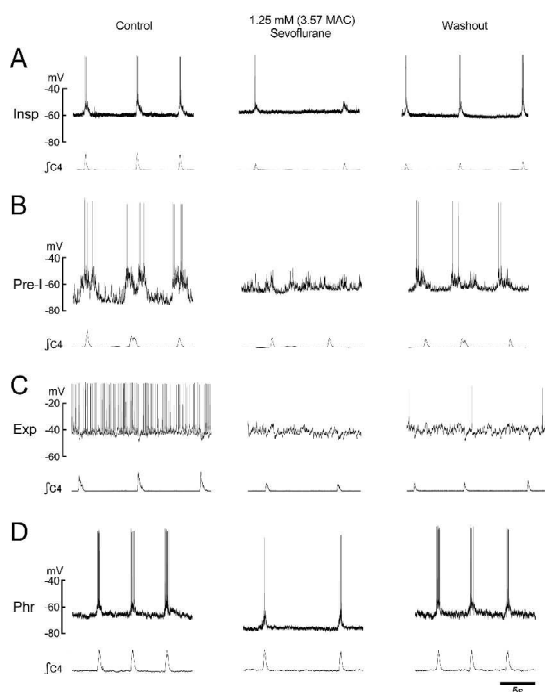 Control
1.25 mM (3.57 MAC)
Sevoflurane
Washout
A
mV
-40
-60
-80
Insp
∫C4
B
mV
-40
-60
-80
Pre-I
∫C4
C
mV
-20
-40
-60
Exp
∫C4
D
mV
-40
-60
-80
Phr
∫C4
5s